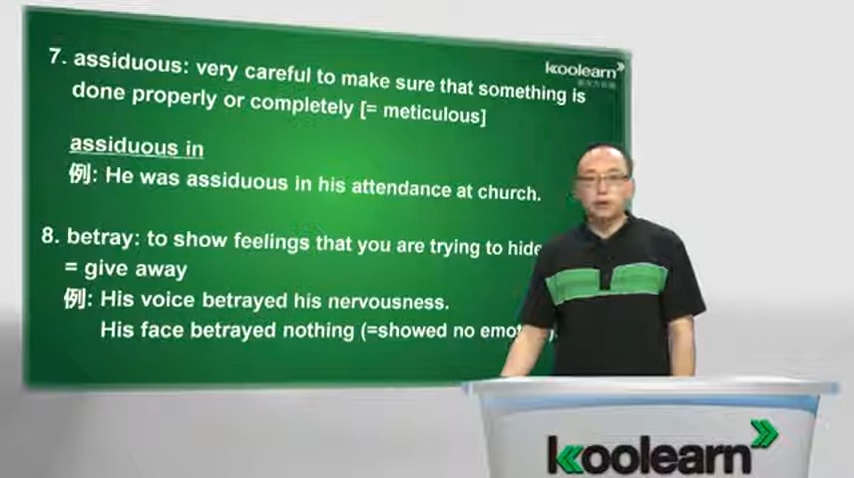 koolearn
7. assiduous: very careful to make sure that something is
done properly or completely [= meticulous]
assiduous in
例: He was assiduous in his attendance at church.
8. betray: to show feelings that you are trying to hide
= give away
例: His voice betrayed his nervousness.
His face betrayed nothing (=showed no
koolearn